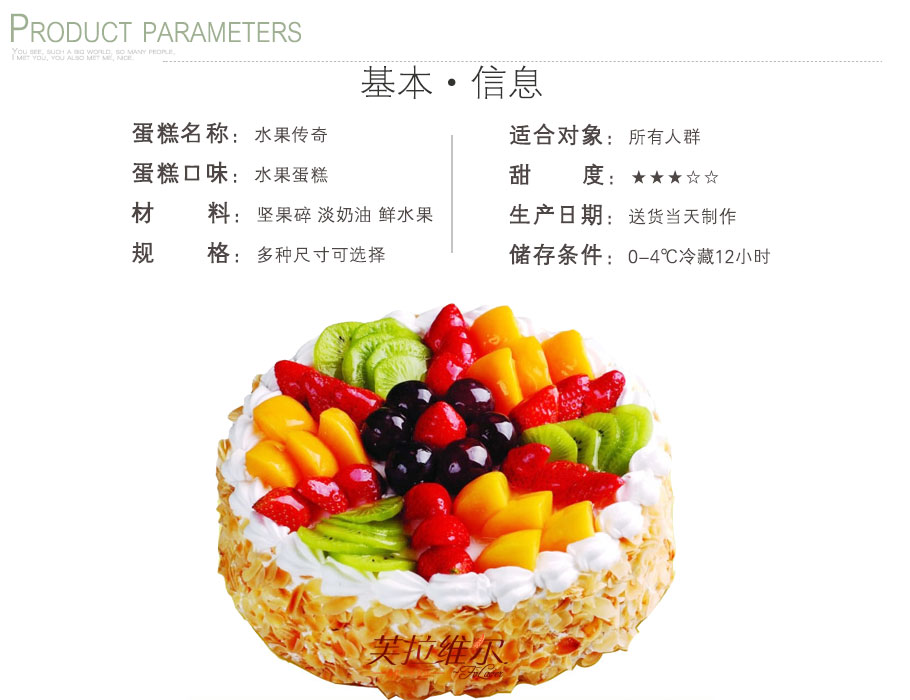 PRODUCT PARAMETERS
YOU SEE, SUCH A BIG WORLD, SO MANY PEOPLE,
I MET YOU, YOU ALSO MET ME, NICE.
基本·信息
蛋糕名称：水果传奇
蛋糕口味：水果蛋糕
材 料：坚果碎 淡奶油 鲜水果
规 格：多种尺寸可选择
适合对象：所有人群
甜 度：★★★☆☆
生产日期：送货当天制作
储存条件：0-4℃冷藏12小时
芙拉维尔